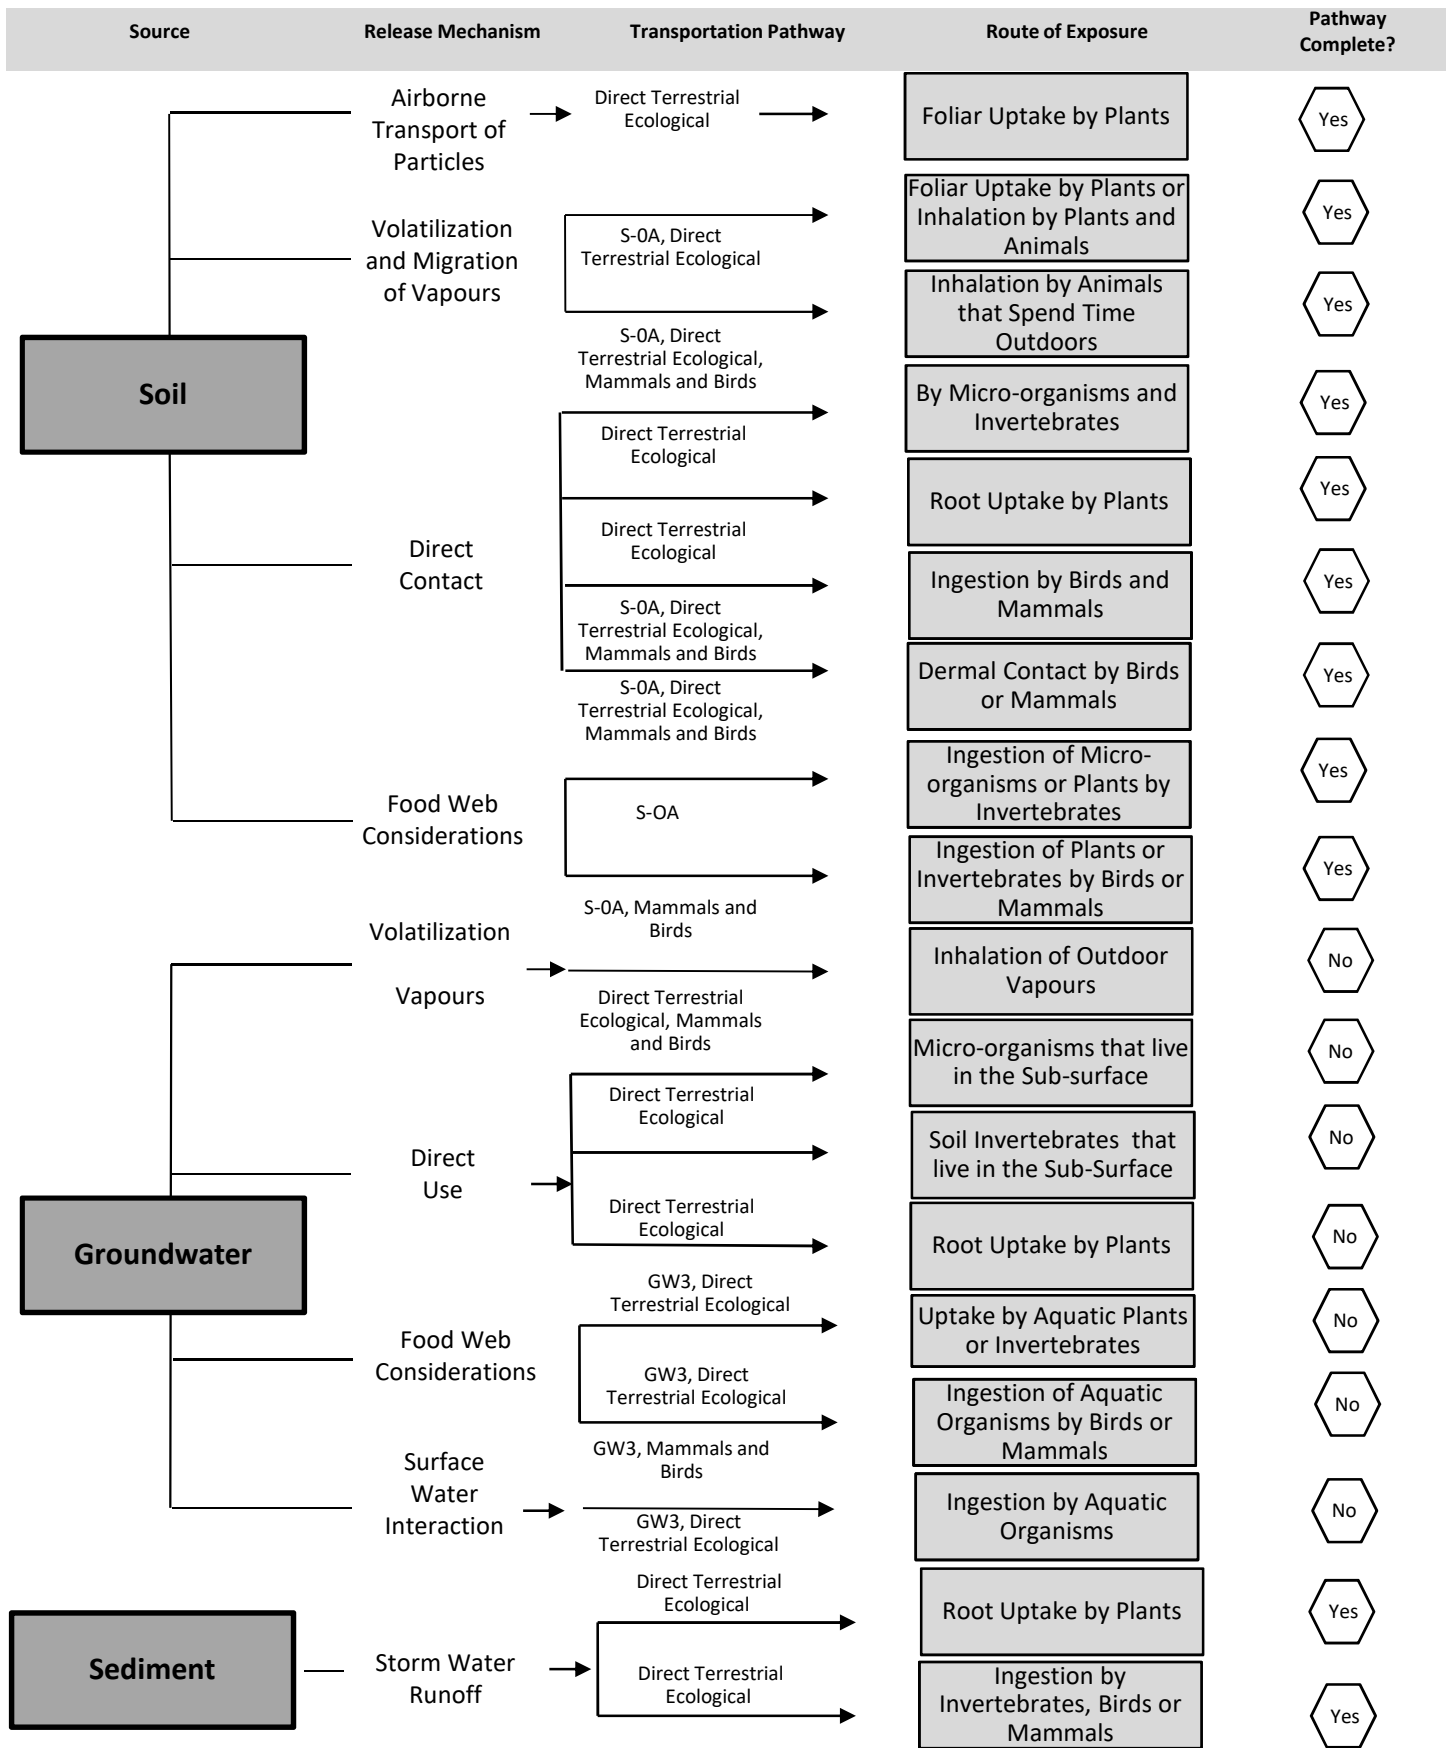 Source
Release Mechanism
Transportation Pathway
Route of Exposure
Pathway
Complete?
Airborne
Transport of
Particles
Direct Terrestrial
Ecological
Foliar Uptake by Plants
Yes
Volatilization
and Migration
of Vapours
S-0A, Direct
Terrestrial Ecological
Foliar Uptake by Plants or
Inhalation by Plants and
Animals
Yes
S-0A, Direct
Terrestrial Ecological,
Mammals and Birds
Inhalation by Animals
that Spend Time
Outdoors
Yes
Soil
Direct
Contact
Direct Terrestrial
Ecological
By Micro-organisms and
Invertebrates
Yes
Direct Terrestrial
Ecological
Root Uptake by Plants
Yes
S-0A, Direct
Terrestrial Ecological,
Mammals and Birds
Ingestion by Birds and
Mammals
Yes
S-0A, Direct
Terrestrial Ecological,
Mammals and Birds
Dermal Contact by Birds
or Mammals
Yes
Food Web
Considerations
S-OA
Ingestion of Micro-
organisms or Plants by
Invertebrates
Yes
S-0A, Mammals and
Birds
Ingestion of Plants or
Invertebrates by Birds or
Mammals
Yes
Volatilization
Vapours
Direct Terrestrial
Ecological, Mammals
and Birds
Inhalation of Outdoor
Vapours
No
Direct
Use
Direct Terrestrial
Ecological
Micro-organisms that live
in the Sub-surface
No
Direct Terrestrial
Ecological
Soil Invertebrates that
live in the Sub-Surface
No
Groundwater
GW3, Direct
Terrestrial Ecological
Root Uptake by Plants
No
Food Web
Considerations
GW3, Direct
Terrestrial Ecological
Uptake by Aquatic Plants
or Invertebrates
No
GW3, Mammals and
Birds
Ingestion of Aquatic
Organisms by Birds or
Mammals
No
Surface
Water
Interaction
GW3, Direct
Terrestrial Ecological
Ingestion by Aquatic
Organisms
No
Sediment
Storm Water
Runoff
Direct Terrestrial
Ecological
Root Uptake by Plants
Yes
Direct Terrestrial
Ecological
Ingestion by
Invertebrates, Birds or
Mammals
Yes